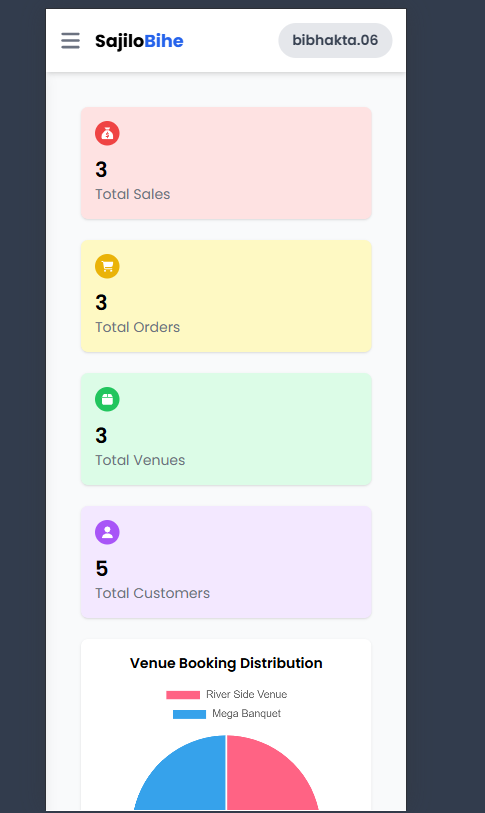 SajiloBihe
bibhakta.06
3
Total Sales
3
Total Orders
3
Total Venues
5
Total Customers
Venue Booking Distribution
River Side Venue
Mega Banquet